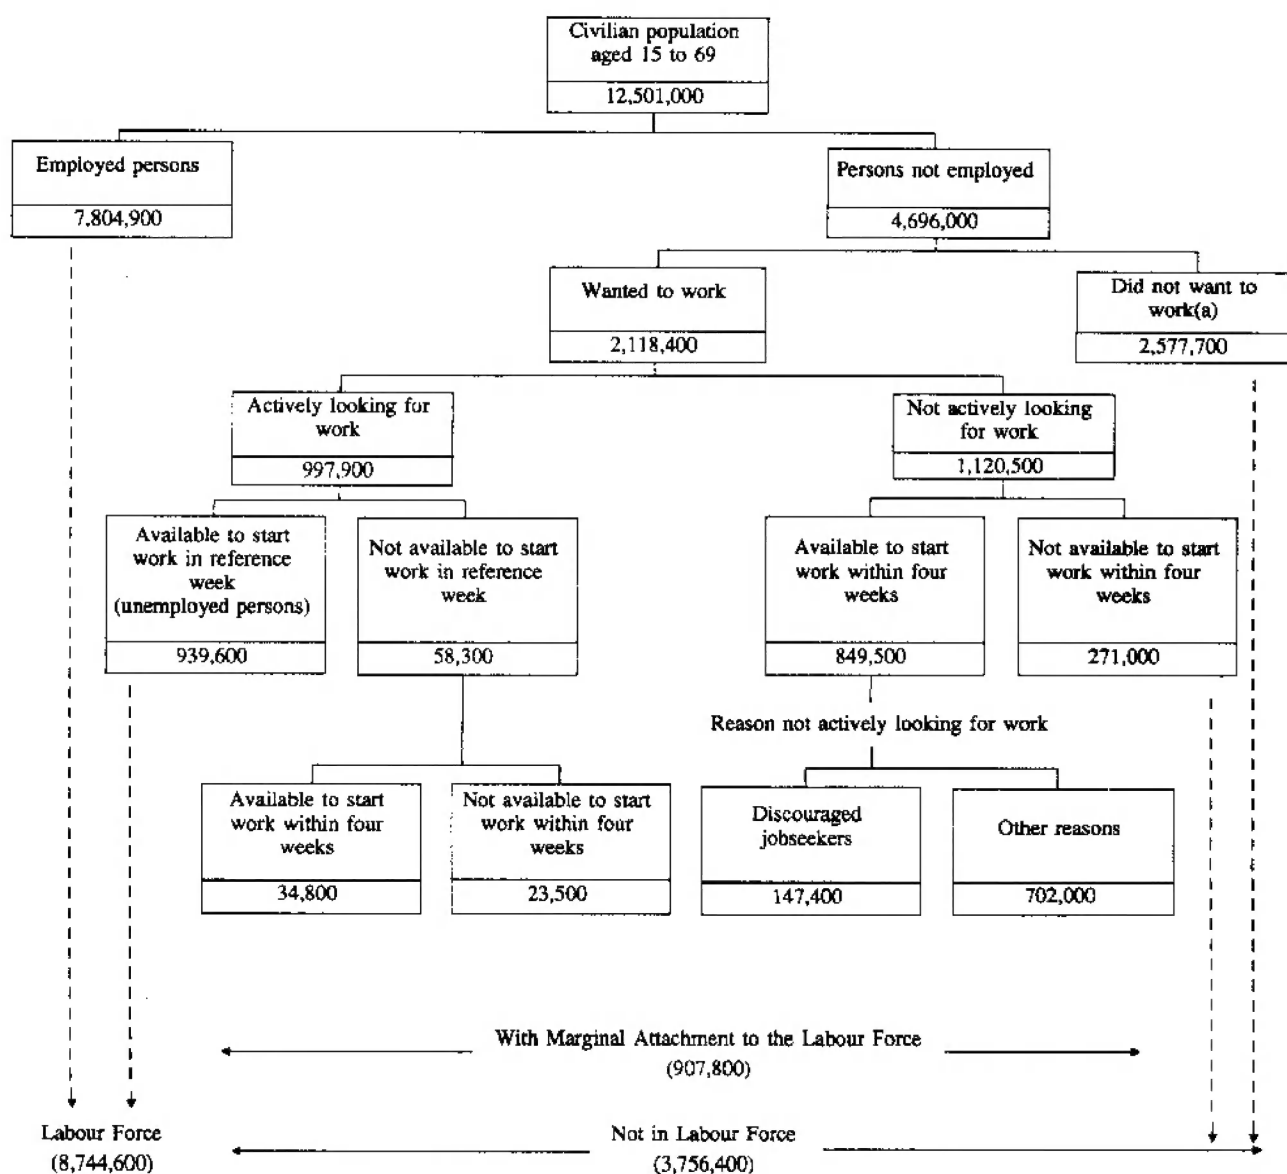 Civilian population
aged 15 to 69
12,501,000
Employed persons
7,804,900
Persons not employed
4,696,000
Wanted to work
2,118,400
Did not want to
work(a)
2,577,700
Actively looking for
work
997,900
Not actively looking
for work
1,120,500
Available to start
work in reference
week
(unemployed persons)
939,600
Not available to start
work in reference
week
58,300
Available to start
work within four
weeks
849,500
Not available to start
work within four
weeks
271,000
Reason not actively looking for work
Available to start
work within four
weeks
34,800
Not available to start
work within four
weeks
23,500
Discouraged
jobseekers
147,400
Other reasons
702,000
With Marginal Attachment to the Labour Force
(907,800)
Labour Force
(8,744,600)
Not in Labour Force
(3,756,400)